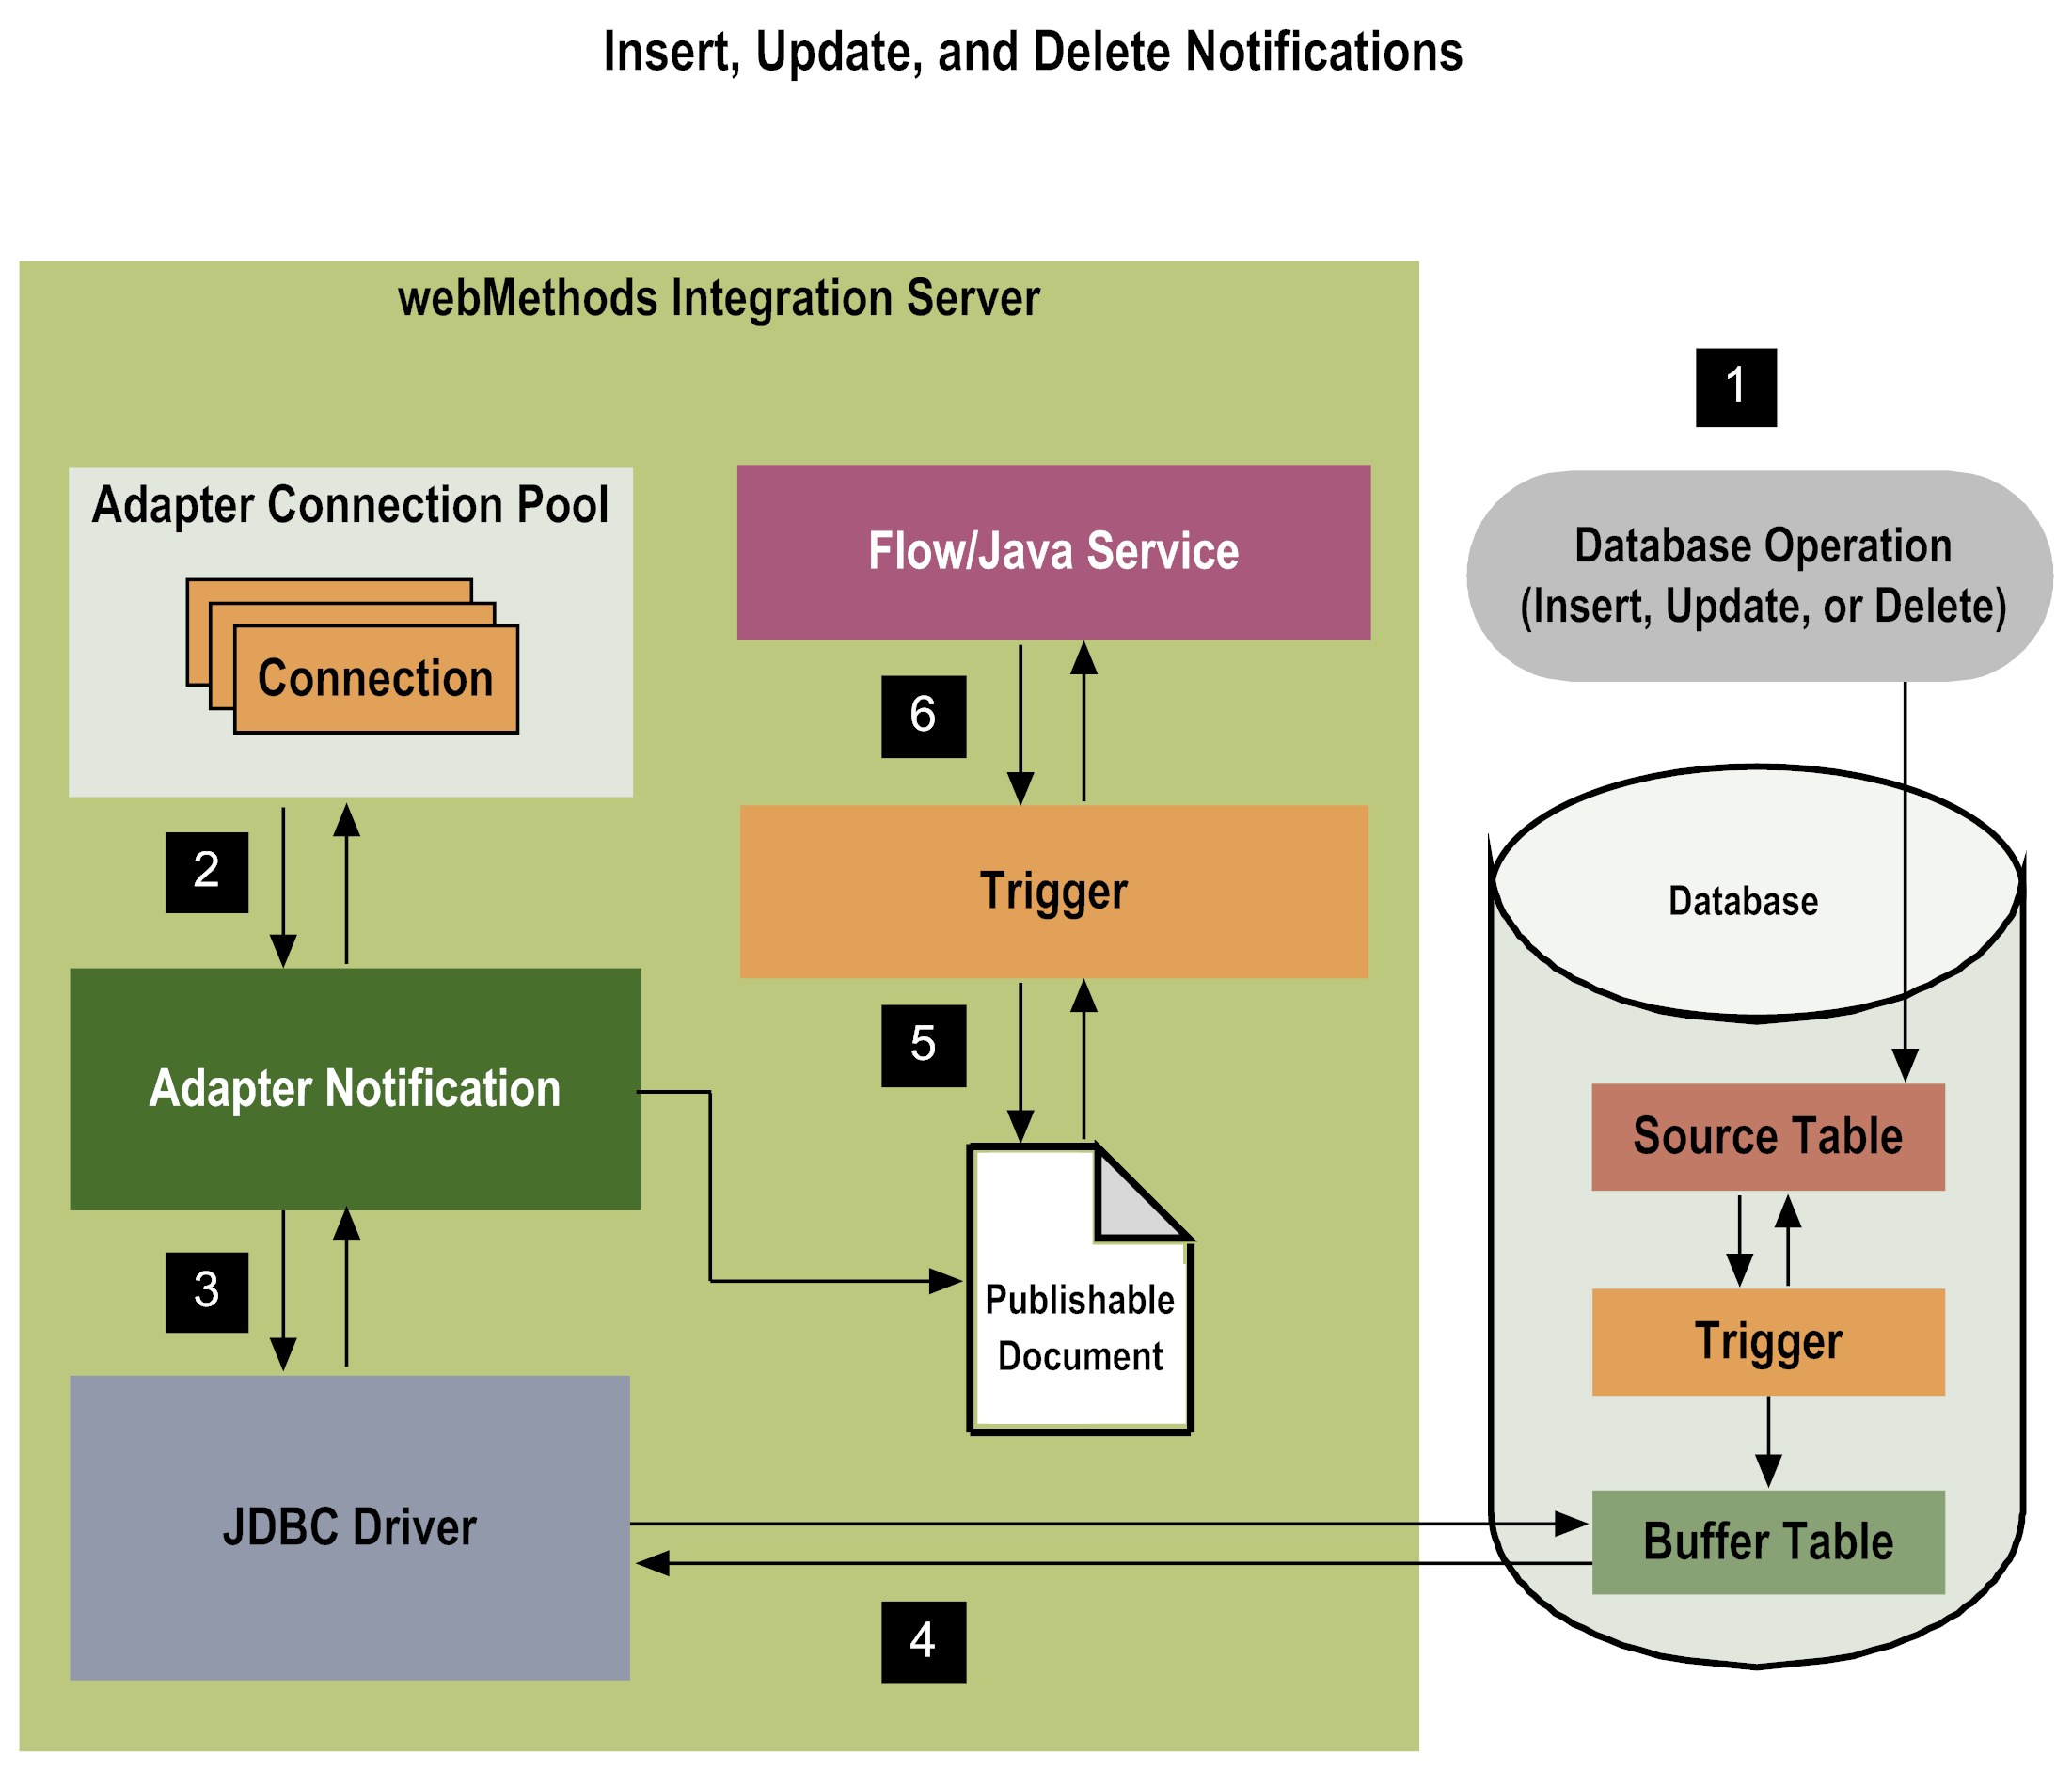 Insert, Update, and Delete Notifications
webMethods Integration Server
1
Adapter Connection Pool
Connection
Flow/Java Service
Database Operation
(Insert, Update, or Delete)
6
2
Trigger
Database
5
Adapter Notification
Source Table
3
Publishable
Document
Trigger
JDBC Driver
Buffer Table
4